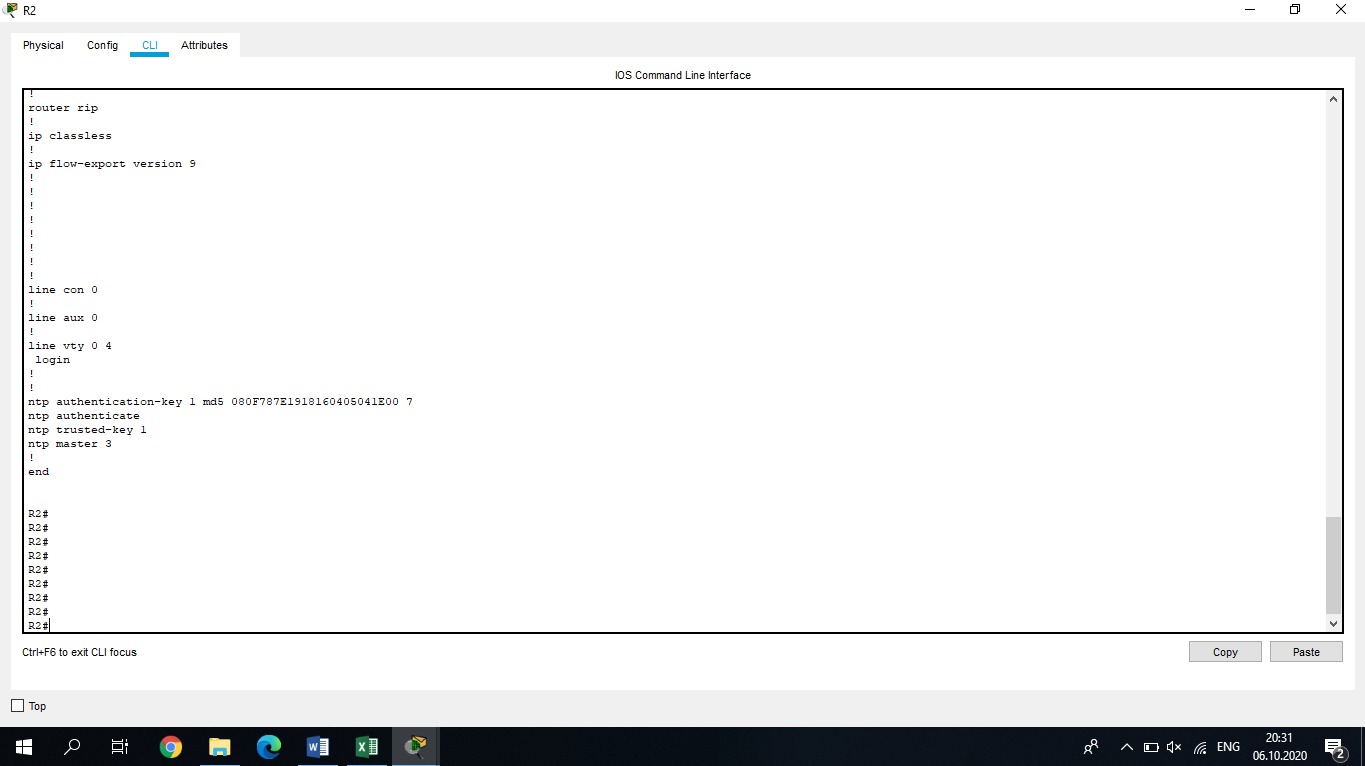 R2
Physical Config CLI Attributes
IOS Command Line Interface
!
router rip
!
ip classless
!
ip flow-export version 9
!
!
!
!
!
!
!
!
line con 0
!
line aux 0
!
line vty 0 4
login
!
!
ntp authentication-key 1 md5 080F787E1918160405041E00 7
ntp authenticate
ntp trusted-key 1
ntp master 3
!
end
R2#
R2#
R2#
R2#
R2#
R2#
R2#
R2#
R2#
Ctrl+F6 to exit CLI focus
Copy Paste
Top
ENG
20:31
06.10.2020
2